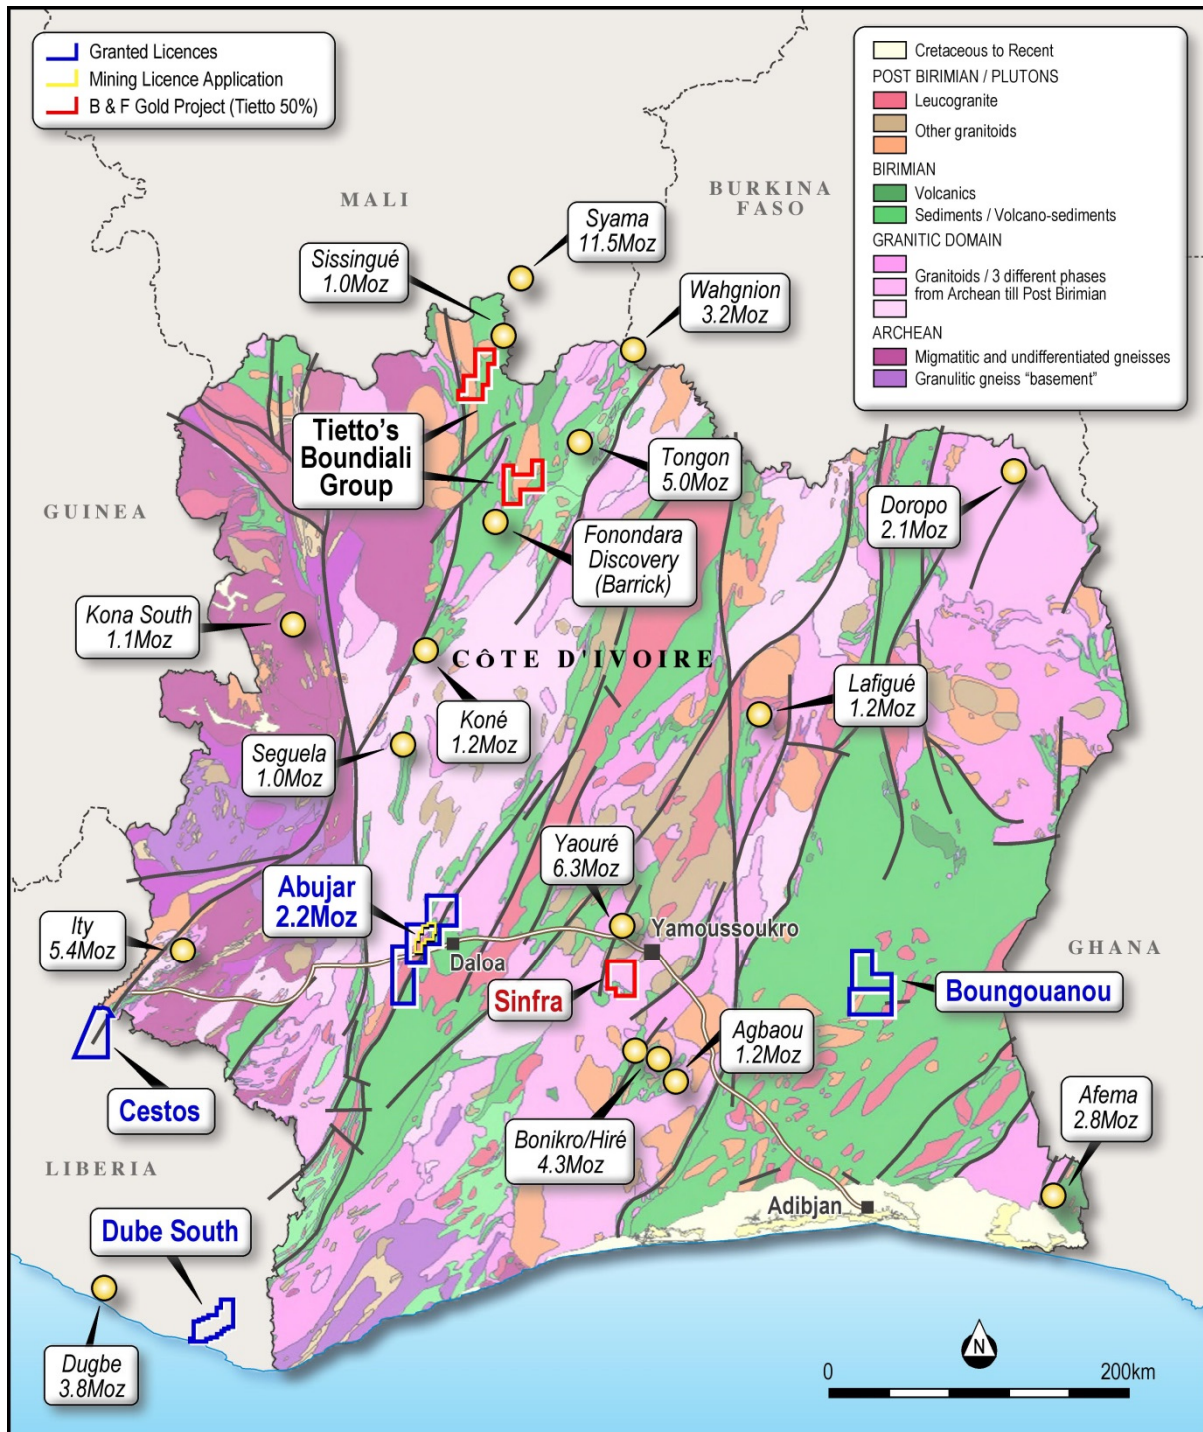 Granted Licences
Mining Licence Application
B & F Gold Project (Tietto 50%)
Cretaceous to Recent
POST BIRIMIAN / PLUTONS
Leucogranite
Other granitoids
BIRIMIAN
Volcanics
Sediments / Volcano-sediments
GRANITIC DOMAIN
Granitoids / 3 different phases
from Archean till Post Birimian
ARCHEAN
Migmatitic and undifferentiated gneisses
Granulitic gneiss “basement”
MALI
BURKINA
FASO
Syama
11.5Moz
Sissingué
1.0Moz
Wahgnion
3.2Moz
Tietto’s
Boundiali
Group
Tongon
5.0Moz
Doropo
2.1Moz
GUINEA
Fonondara
Discovery
(Barrick)
Kona South
1.1Moz
CÔTE D'IVOIRE
Koné
1.2Moz
Lafigué
1.2Moz
Seguela
1.0Moz
Yaouré
6.3Moz
Abujar
2.2Moz
Ity
5.4Moz
Daloa
Yamoussoukro
GHANA
Sinfra
Boungouanou
Agbaou
1.2Moz
Cestos
Bonikro/Hiré
4.3Moz
Afema
2.8Moz
LIBERIA
Adibjan
Dube South
Dugbe
3.8Moz
N
0
200km